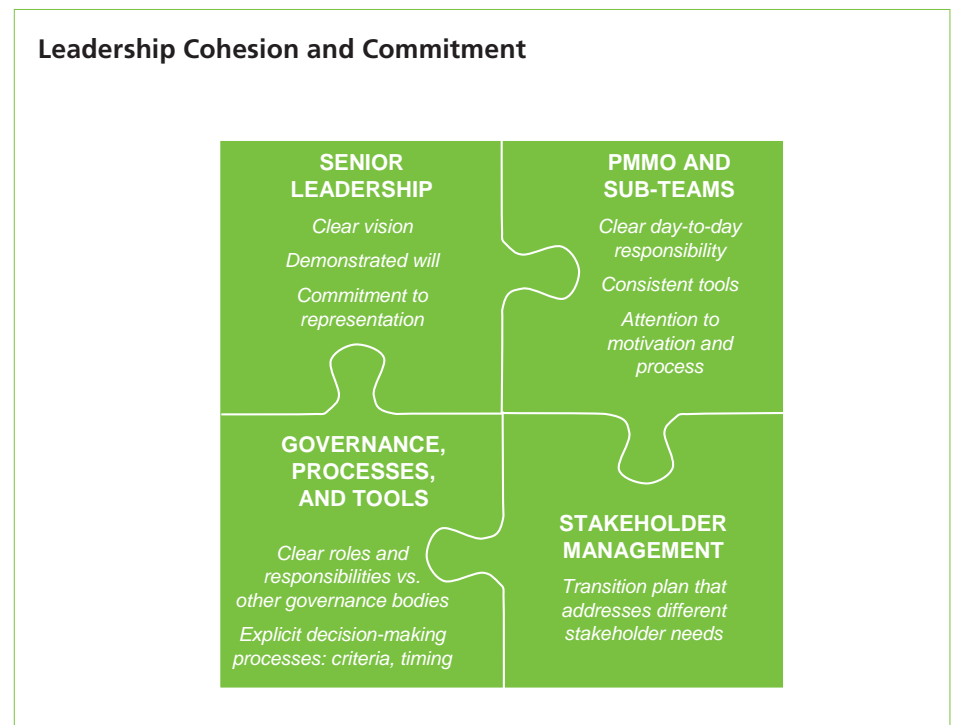 Leadership Cohesion and Commitment
SENIOR
LEADERSHIP
Clear vision
Demonstrated will
Commitment to
representation
PMMO AND
SUB-TEAMS
Clear day-to-day
responsibility
Consistent tools
Attention to
motivation and
process
GOVERNANCE,
PROCESSES,
AND TOOLS
Clear roles and
responsibilities vs.
other governance bodies
Explicit decision-making
processes: criteria, timing
STAKEHOLDER
MANAGEMENT
Transition plan that
addresses different
stakeholder needs